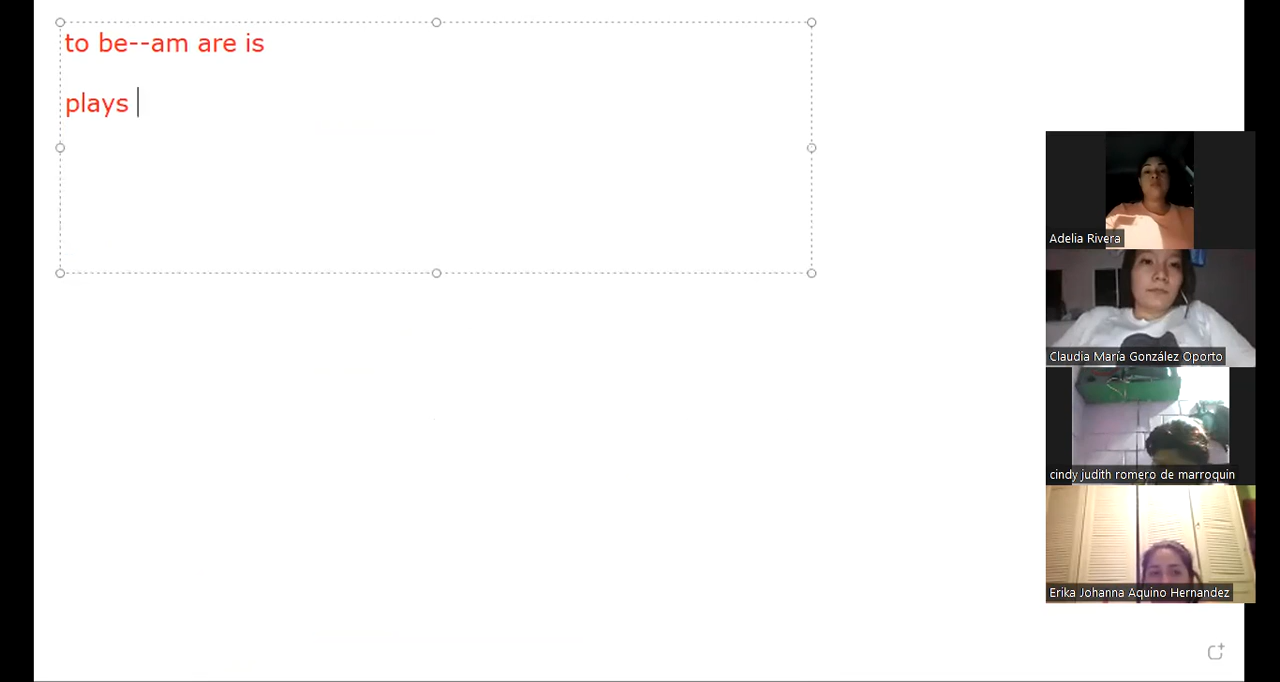 to be--am are is
plays
Adelia Rivera
Claudia María González Oporto
cindy judith romero de marroquin
Erika Johanna Aquino Hernandez